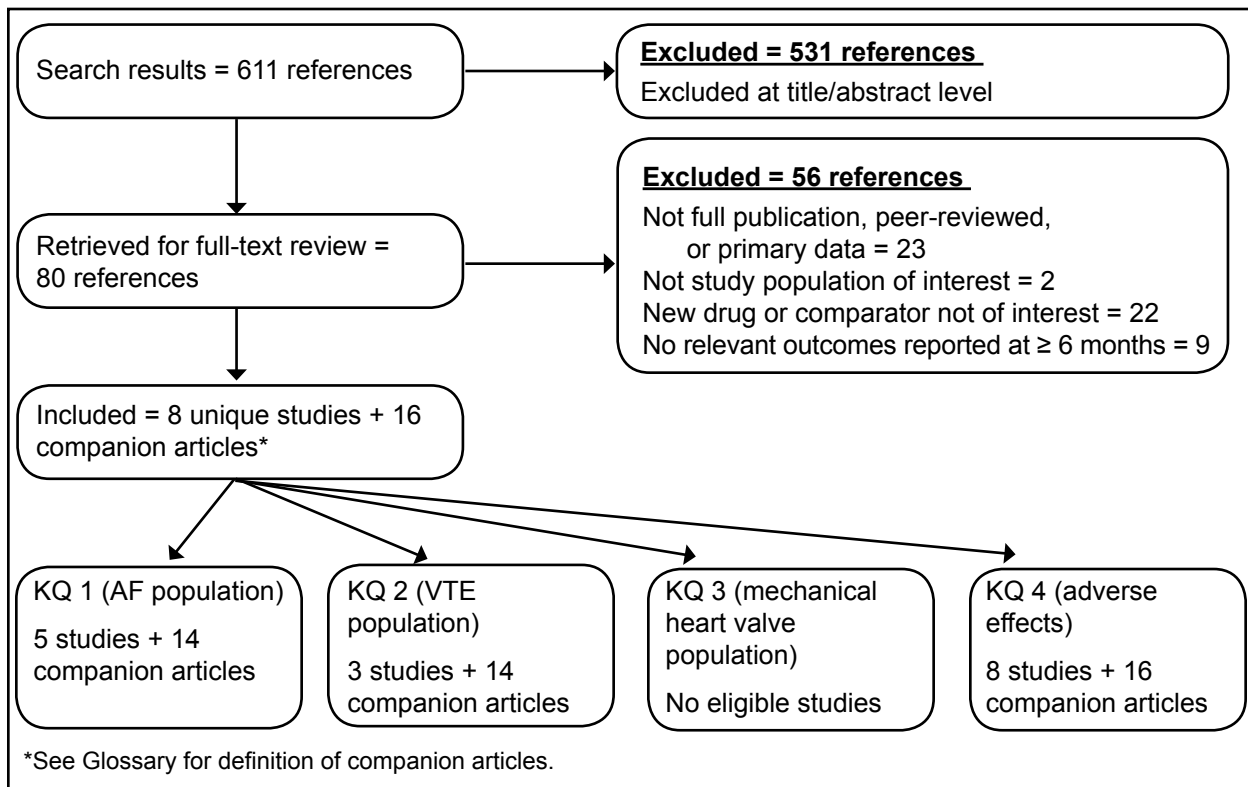 Search results = 611 references
Excluded = 531 references
Excluded at title/abstract level
Retrieved for full-text review =
80 references
Excluded = 56 references
Not full publication, peer-reviewed,
or primary data = 23
Not study population of interest = 2
New drug or comparator not of interest = 22
No relevant outcomes reported at ≥ 6 months = 9
Included = 8 unique studies + 16
companion articles*
KQ 1 (AF population)
5 studies + 14
companion articles
KQ 2 (VTE
population)
3 studies + 14
companion articles
KQ 3 (mechanical
heart valve
population)
No eligible studies
KQ 4 (adverse
effects)
8 studies + 16
companion articles
*See Glossary for definition of companion articles.